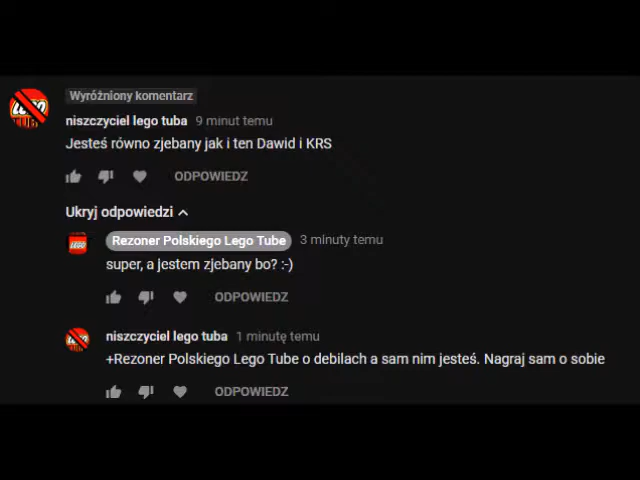 Wyróżniony komentarz
niszczyciel lego tuba 9 minut temu
Jesteś równo zjebany jak i ten Dawid i KRS
ODPOWIEDZ
Ukryj odpowiedzi
Rezoner Polskiego Lego Tube 3 minuty temu
super, a jestem zjebany bo? :-)
ODPOWIEDZ
niszczyciel lego tuba 1 minutę temu
+Rezoner Polskiego Lego Tube o debilach a sam nim jesteś. Nagraj sam o sobie
ODPOWIEDZ